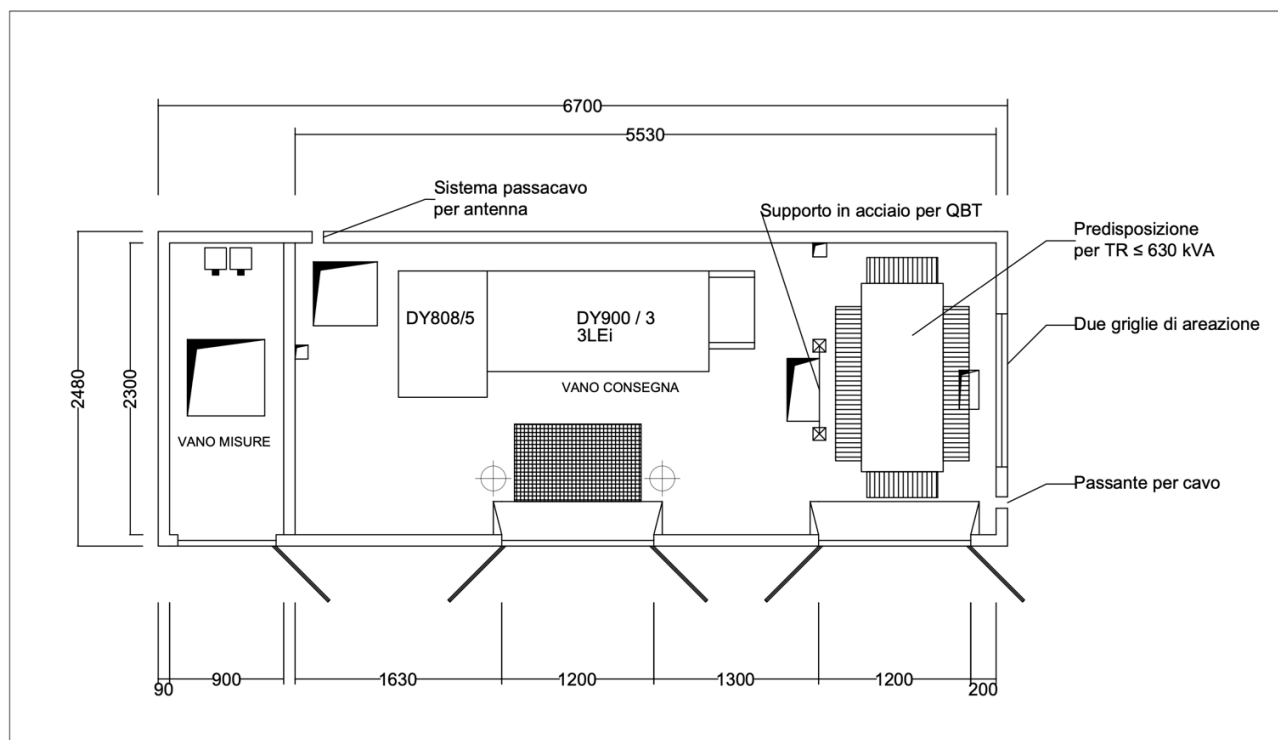 6700
5530
Sistema passacavo
per antenna
Supporto in acciaio per QBT
Predisposizione
per TR ≤ 630 kVA
DY808/5
DY900 / 3
3LEi
Due griglie di areazione
VANO CONSEGNA
2480
2300
VANO MISURE
Passante per cavo
90
900
1630
1200
1300
1200
200